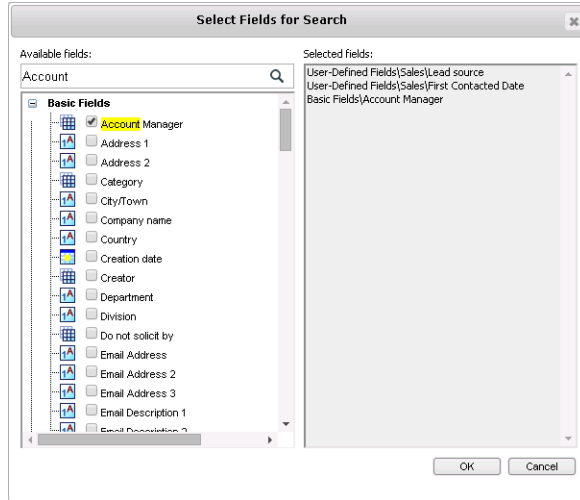 Select Fields for Search
Available fields:
Selected fields:
Account
User-Defined Fields\Sales\Lead source
User-Defined Fields\Sales\First Contacted Date
Basic Fields\Account Manager
Basic Fields
Account Manager
Address 1
Address 2
Category
City/Town
Company name
Country
Creation date
Creator
Department
Division
Do not solicit by
Email Address
Email Address 2
Email Address 3
Email Description 1
Email Description 2
OK
Cancel